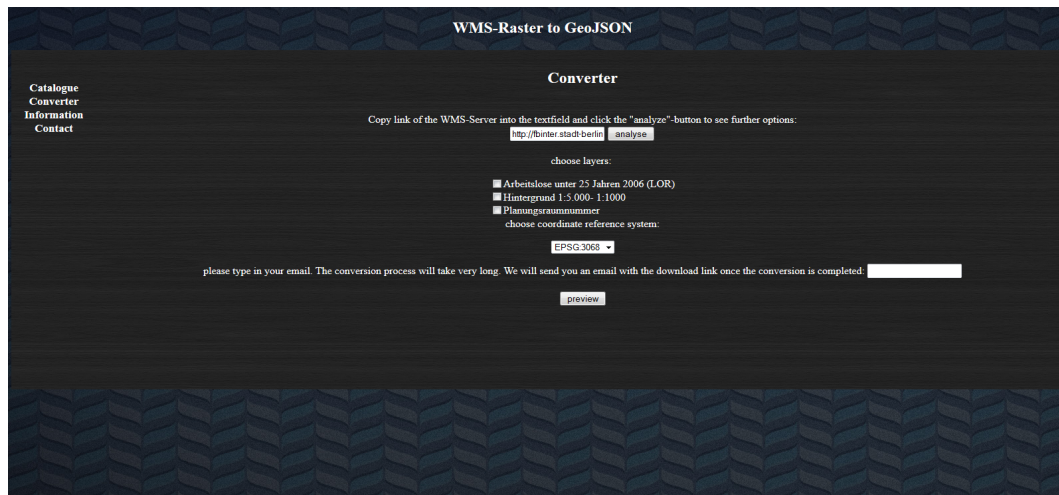 WMS-Raster to GeoJSON
Catalogue
Converter
Information
Contact
Converter
Copy link of the WMS-Server into the textfield and click the "analyze"-button to see further options:
http://fbinter.stadt-berlin analyse
choose layers:
Arbeitslose unter 25 Jahren 2006 (LOR)
Hintergrund 1:5.000- 1:1000
Planungsraumnummer
choose coordinate reference system:
EPSG:3068
please type in your email. The conversion process will take very long. We will send you an email with the download link once the conversion is completed:
preview